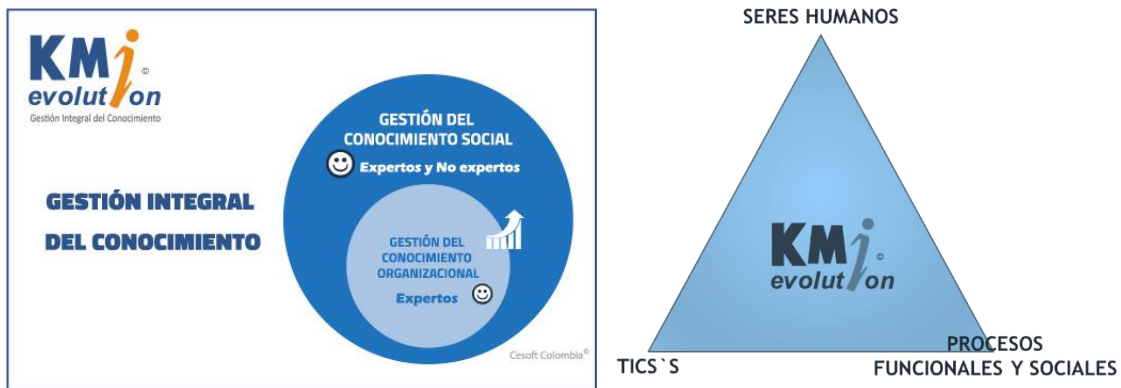 KMi©
evolution
Gestión Integral del Conocimiento
GESTIÓN INTEGRAL
DEL CONOCIMIENTO
GESTIÓN DEL
CONOCIMIENTO SOCIAL
Expertos y No expertos
GESTIÓN DEL
CONOCIMIENTO
ORGANIZACIONAL
Expertos
Cesoft Colombia©
SERES HUMANOS
KMi©
evolution
TICS`S
PROCESOS
FUNCIONALES Y SOCIALES